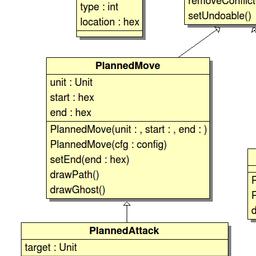 type : int
location : hex
setUndoable()
PlannedMove
unit : Unit
start : hex
end : hex
PlannedMove(unit : , start : , end : )
PlannedMove(cfg : config)
setEnd(end : hex)
drawPath()
drawGhost()
PlannedAttack
target : Unit